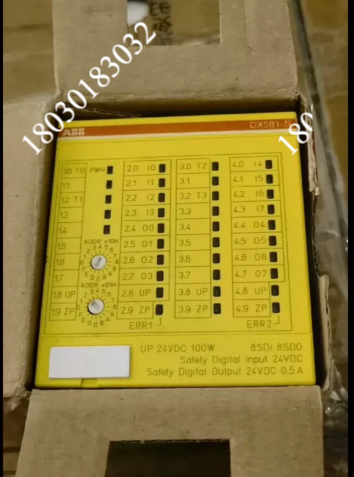 18030183032
180
ABB
DX581-S
1.0 T0 PWR 2.0 I0 3.0 T2 4.0 I4
1.1 2.1 I1 3.1 4.1 I5
1.2 T1 2.2 I2 3.2 T3 4.2 I6
1.3 2.3 I3 3.3 4.3 I7
1.4 2.4 O0 3.4 4.4 O4
1.5 ADDR x10H 2.5 O1 3.5 4.5 O5
1.6 2.6 O2 3.6 4.6 O6
1.7 2.7 O3 3.7 4.7 O7
1.8 UP ADDR x01H 2.8 UP 3.8 UP 4.8 UP
1.9 ZP 2.9 ZP 3.9 ZP 4.9 ZP
ERR1 ERR2
UP 24VDC 100W 8SDI 8SDO
Safety Digital Input 24VDC
Safety Digital Output 24VDC 0.5A